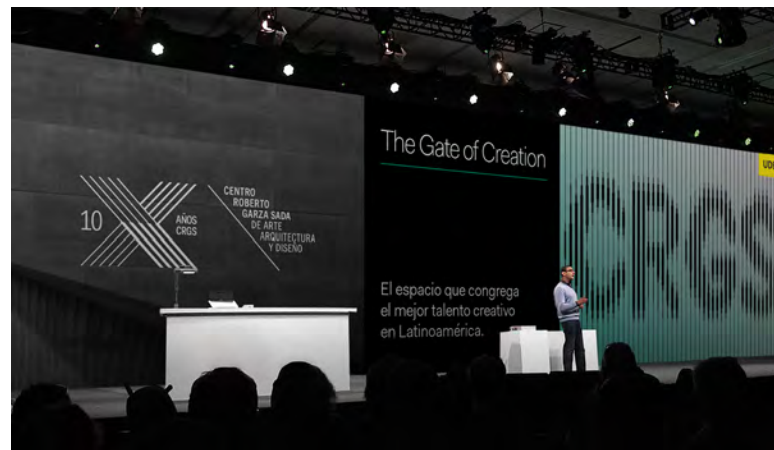 10
AÑOS
CRGS
CENTRO
ROBERTO
GARZA SADA
DE ARTE
ARQUITECTURA
Y DISEÑO
The Gate of Creation
El espacio que congrega
el mejor talento creativo
en Latinoamérica.
CRGS